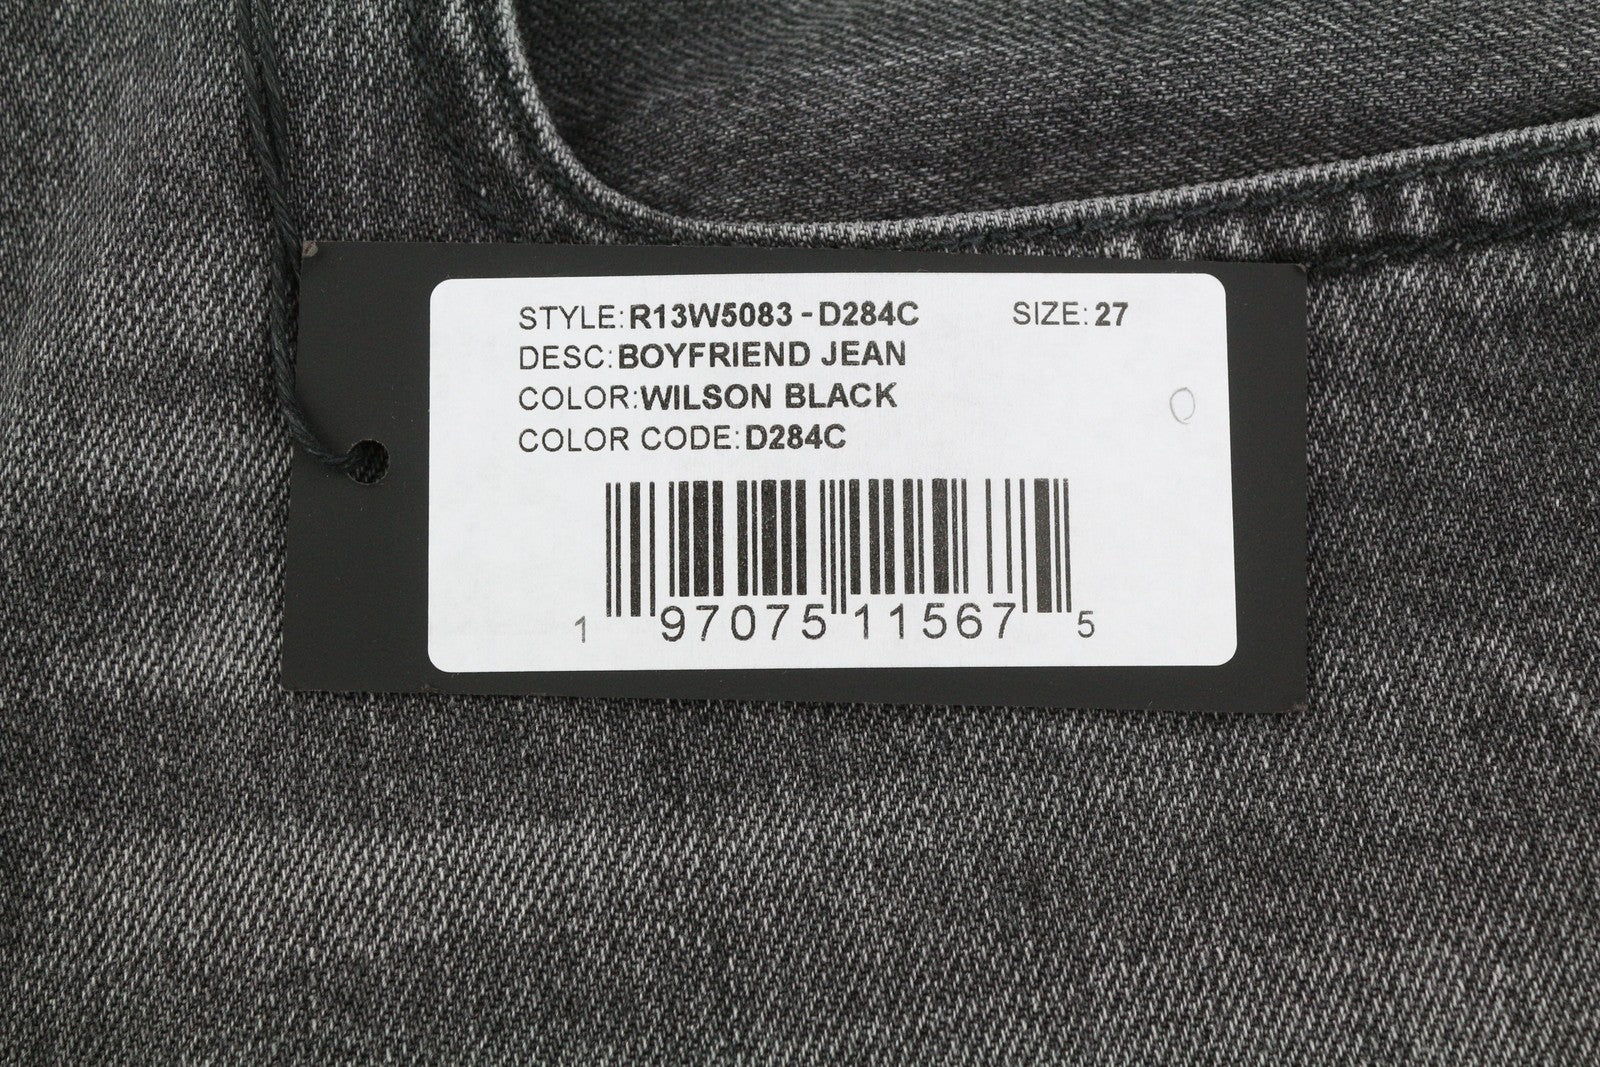 STYLE: R13W5083 - D284C SIZE: 27
DESC: BOYFRIEND JEAN
COLOR: WILSON BLACK
COLOR CODE: D284C
1 97075 11567 5